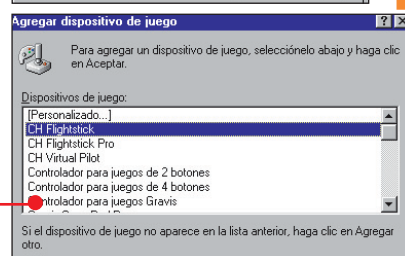 Agregar dispositivo de juego
Para agregar un dispositivo de juego, selecciónelo abajo y haga clic
en Aceptar.
Dispositivos de juego:
[Personalizado...]
CH Flightstick
CH Flightstick Pro
CH Virtual Pilot
Controlador para juegos de 2 botones
Controlador para juegos de 4 botones
Controlador para juegos Gravis
Si el dispositivo de juego no aparece en la lista anterior, haga clic en Agregar
otro.